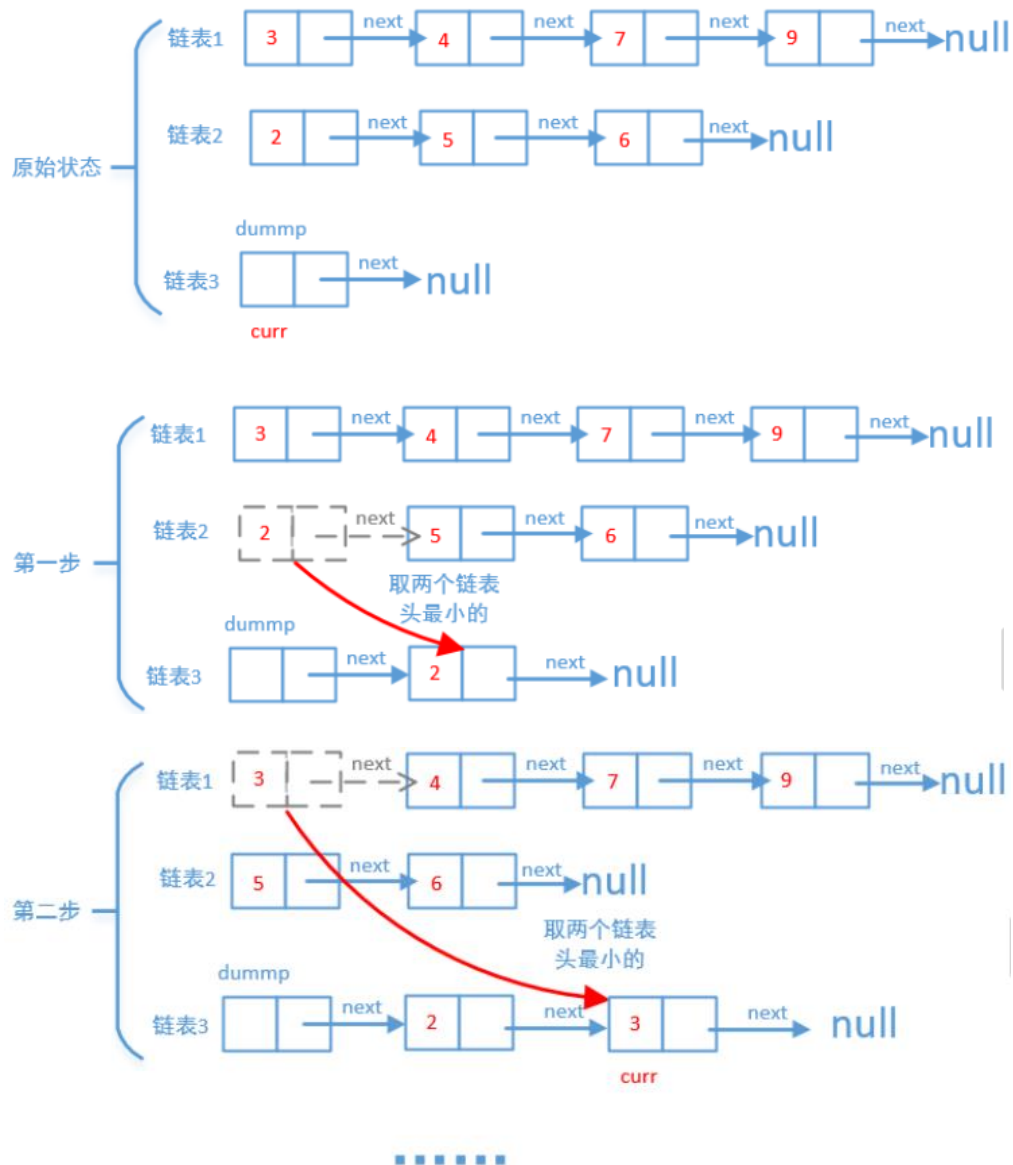 链表1 3 next 4 next 7 next 9 next null
链表2 2 next 5 next 6 next null
原始状态
dummp
链表3 next null
curr
链表1 3 next 4 next 7 next 9 next null
链表2 2 next 5 next 6 next null
第一步
取两个链表
头最小的
dummp
链表3 next 2 next null
链表1 3 next 4 next 7 next 9 next null
链表2 5 next 6 next null
第二步
取两个链表
头最小的
dummp
链表3 next 2 next 3 next null
curr
......